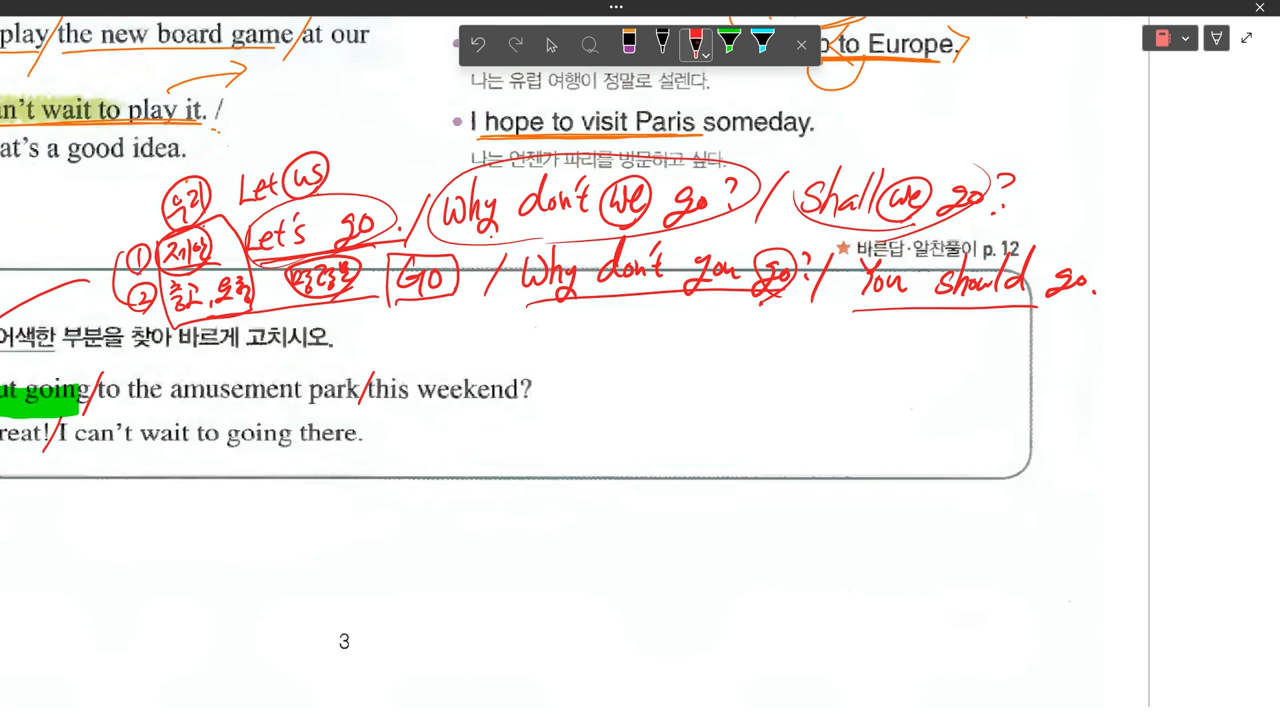 play / the new board game / at our
to Europe.
나는 유럽 여행이 정말로 설렌다.
n't wait to play it. /
• I hope to visit Paris someday.
at's a good idea.
나는 언젠가 파리를 방문하고 싶다.
우리 Let us
① 제안 Let's go. / Why don't we go? / Shall we go?
★ 바른답·알찬풀이 p. 12
② 충고, 요청 명령문 GO / Why don't you go? / You should go.
어색한 부분을 찾아 바르게 고치시오.
ut going / to the amusement park / this weekend?
reat! / I can't wait to going there.
3